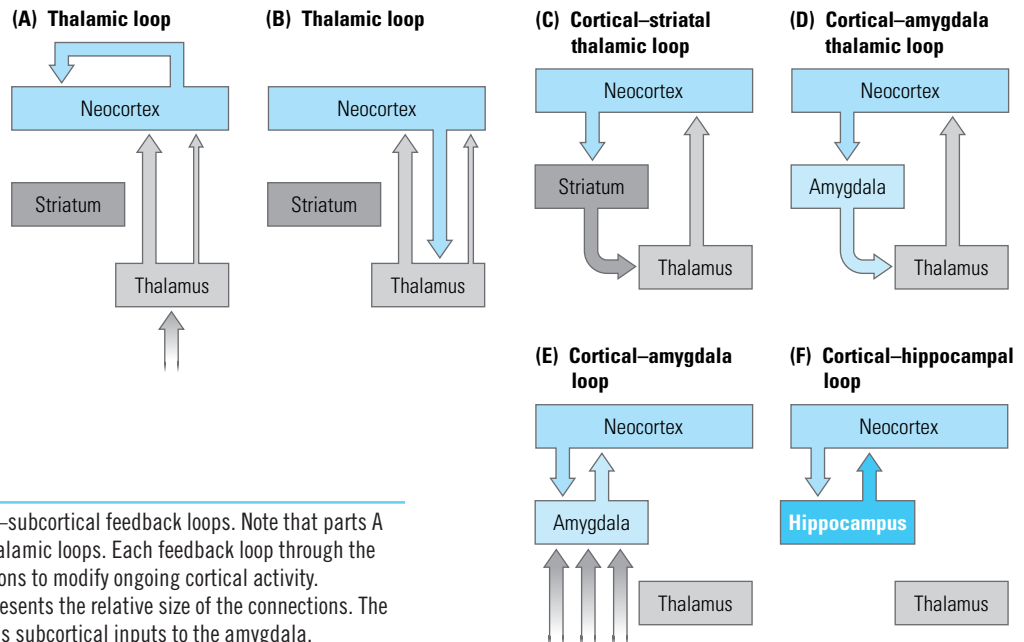 (A) Thalamic loop
Neocortex
Striatum
Thalamus
(B) Thalamic loop
Neocortex
Striatum
Thalamus
(C) Cortical–striatal
thalamic loop
Neocortex
Striatum
Thalamus
(D) Cortical–amygdala
thalamic loop
Neocortex
Amygdala
Thalamus
(E) Cortical–amygdala
loop
Neocortex
Amygdala
Thalamus
(F) Cortical–hippocampal
loop
Neocortex
Hippocampus
Thalamus
–subcortical feedback loops. Note that parts A
halamic loops. Each feedback loop through the
ons to modify ongoing cortical activity.
resents the relative size of the connections. The
s subcortical inputs to the amygdala.